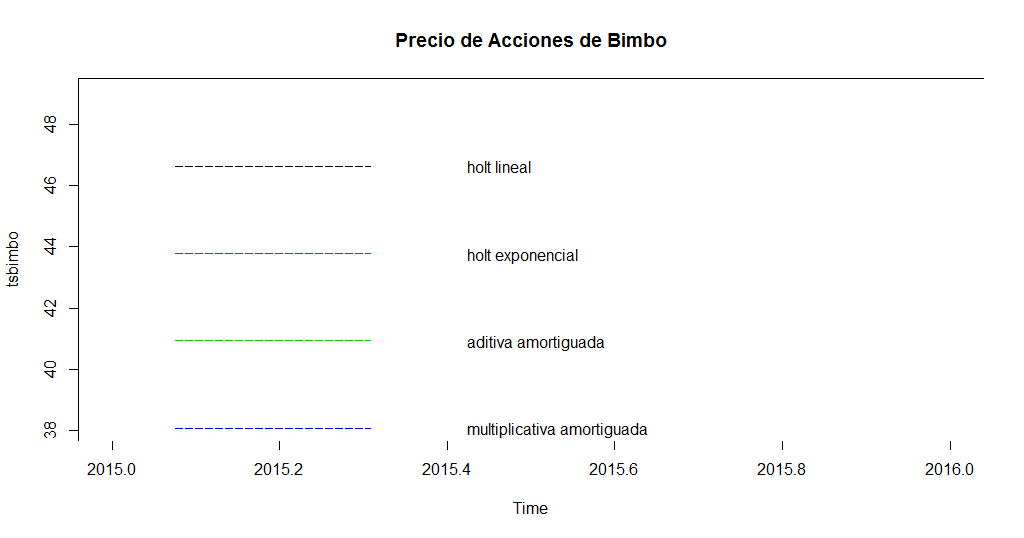 Precio de Acciones de Bimbo
tsbimbo
48
46
44
42
40
38
holt lineal
holt exponencial
aditiva amortiguada
multiplicativa amortiguada
2015.0 2015.2 2015.4 2015.6 2015.8 2016.0
Time